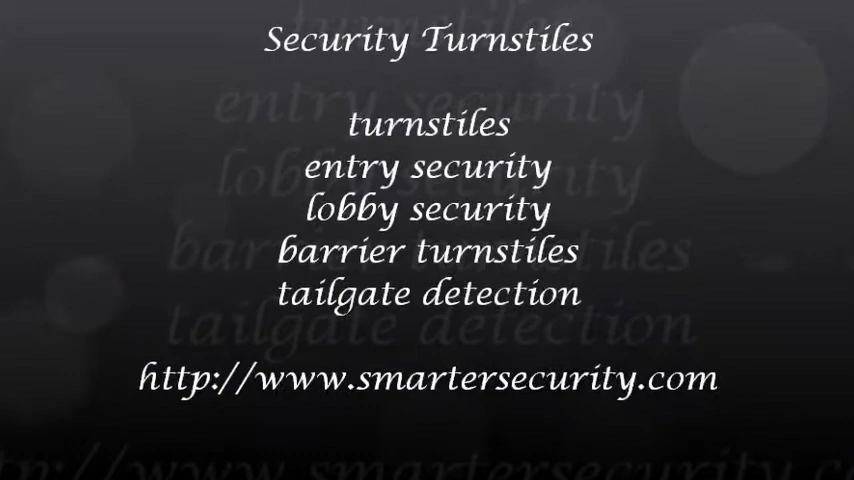 Security Turnstiles
turnstiles
entry security
lobby security
barrier turnstiles
tailgate detection
http://www.smartersecurity.com